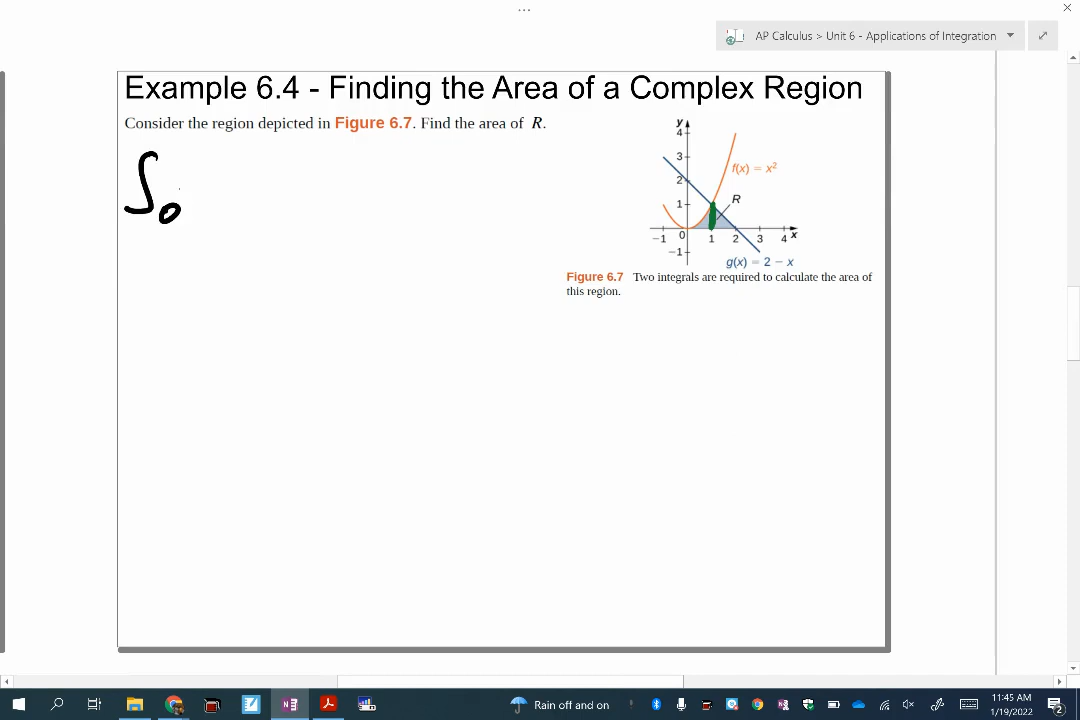 ...
AP Calculus > Unit 6 - Applications of Integration
Example 6.4 - Finding the Area of a Complex Region
Consider the region depicted in Figure 6.7. Find the area of R.
∫0
y
4
3
2
1
−1
−1 0 1 2 3 4 x
f(x) = x²
R
g(x) = 2 − x
Figure 6.7 Two integrals are required to calculate the area of
this region.
Rain off and on
11:45 AM
1/19/2022
2